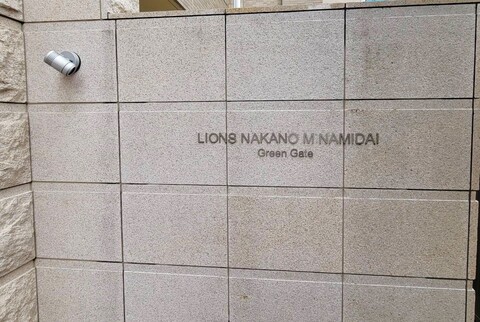 LIONS NAKANO M NAMIDAI
Green Gate